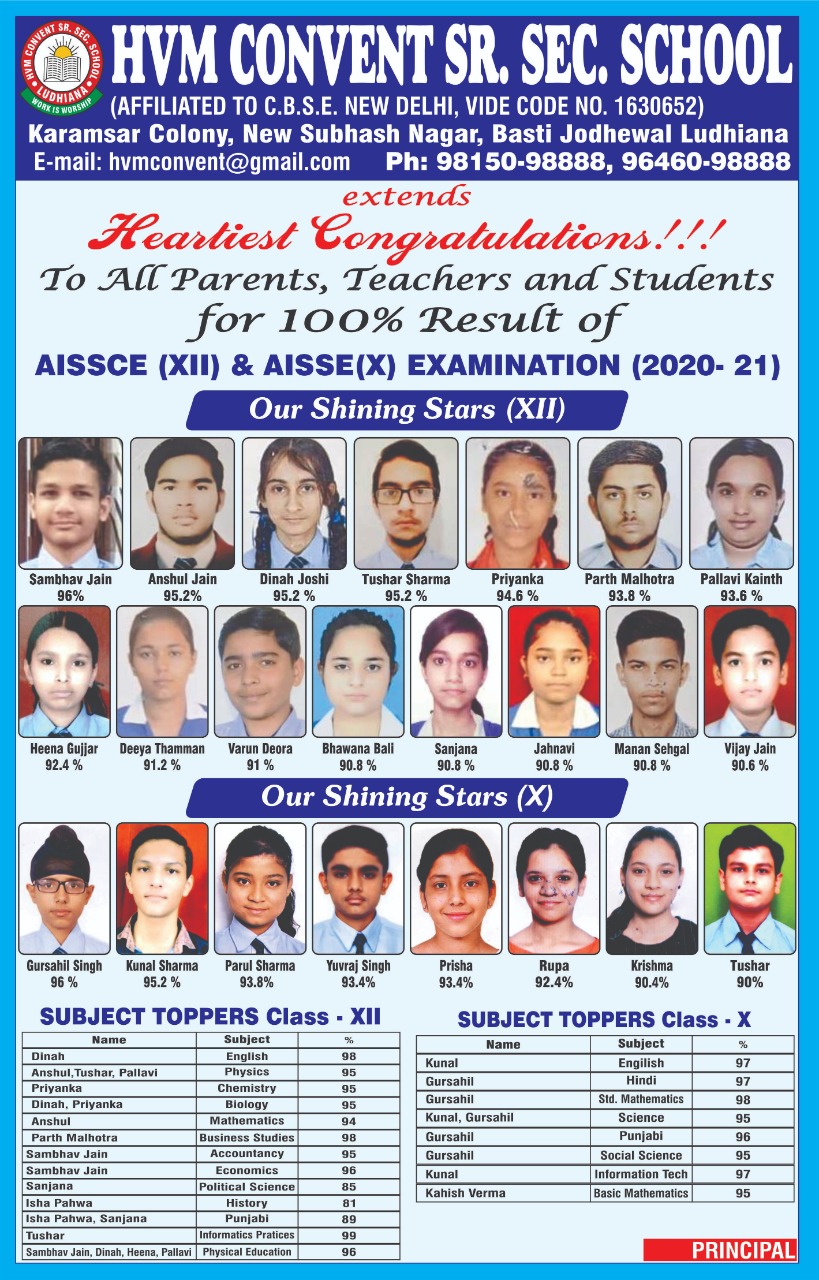 HVM CONVENT SR. SEC. SCHOOL
LUDHIANA
WORK IS WORSHIP
HVM CONVENT SR. SEC. SCHOOL
(AFFILIATED TO C.B.S.E. NEW DELHI, VIDE CODE NO. 1630652)
Karamsar Colony, New Subhash Nagar, Basti Jodhewal Ludhiana
E-mail: hvmconvent@gmail.com Ph: 98150-98888, 96460-98888
extends
Heartiest Congratulations.!!!
To All Parents, Teachers and Students
for 100% Result of
AISSCE (XII) & AISSE(X) EXAMINATION (2020- 21)
Our Shining Stars (XII)
Sambhav Jain Anshul Jain Dinah Joshi Tushar Sharma Priyanka Parth Malhotra Pallavi Kainth
96% 95.2% 95.2 % 95.2 % 94.6 % 93.8 % 93.6 %
Heena Gujjar Deeya Thamman Varun Deora Bhawana Bali Sanjana Jahnavi Manan Sehgal Vijay Jain
92.4 % 91.2 % 91 % 90.8 % 90.8 % 90.8 % 90.8 % 90.6 %
Our Shining Stars (X)
Gursahil Singh Kunal Sharma Parul Sharma Yuvraj Singh Prisha Rupa Krishma Tushar
96 % 95.2 % 93.8% 93.4% 93.4% 92.4% 90.4% 90%
SUBJECT TOPPERS Class - XII
Name Subject %
Dinah English 98
Anshul,Tushar, Pallavi Physics 95
Priyanka Chemistry 95
Dinah, Priyanka Biology 95
Anshul Mathematics 94
Parth Malhotra Business Studies 98
Sambhav Jain Accountancy 95
Sambhav Jain Economics 96
Sanjana Political Science 85
Isha Pahwa History 81
Isha Pahwa, Sanjana Punjabi 89
Tushar Informatics Pratices 99
Sambhav Jain, Dinah, Heena, Pallavi Physical Education 96
SUBJECT TOPPERS Class - X
Name Subject %
Kunal Engilish 97
Gursahil Hindi 97
Gursahil Std. Mathematics 98
Kunal, Gursahil Science 95
Gursahil Punjabi 96
Gursahil Social Science 95
Kunal Information Tech 97
Kahish Verma Basic Mathematics 95
PRINCIPAL